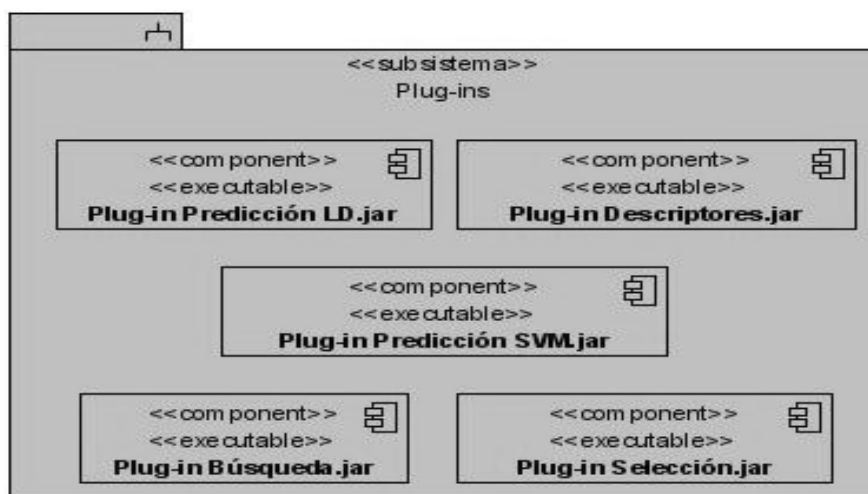 <<subsistema>>
Plug-ins
<<component>>
<<executable>>
Plug-in Predicción LD.jar
<<component>>
<<executable>>
Plug-in Descriptores.jar
<<component>>
<<executable>>
Plug-in Predicción SVM.jar
<<component>>
<<executable>>
Plug-in Búsqueda.jar
<<component>>
<<executable>>
Plug-in Selección.jar